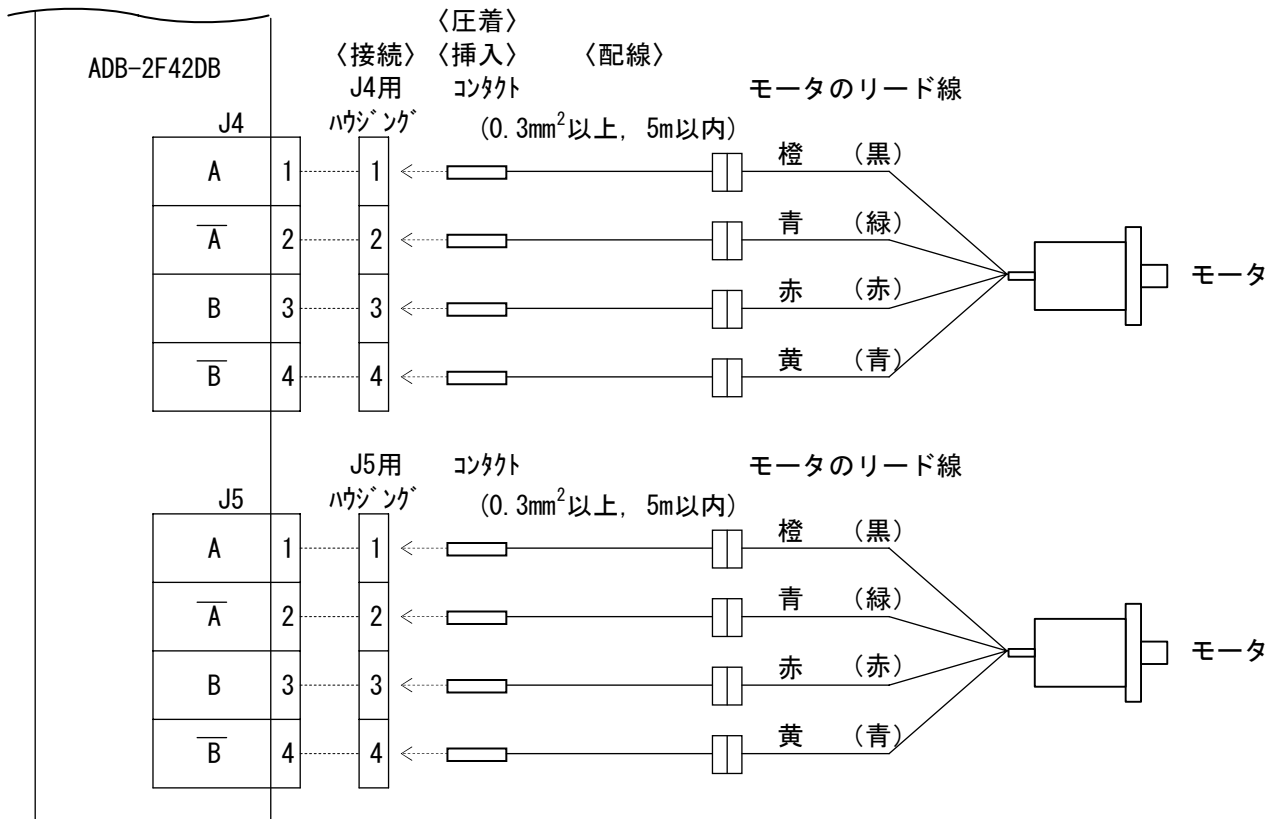 〈圧着〉
ADB-2F42DB 〈接続〉 〈挿入〉 〈配線〉
J4用 ｺﾝﾀｸﾄ モータのリード線
J4 ﾊｳｼﾞﾝｸﾞ (0.3mm²以上, 5m以内)
A 1 1 橙 (黒)
A̅ 2 2 青 (緑)
モータ
B 3 3 赤 (赤)
B̅ 4 4 黄 (青)
J5用 ｺﾝﾀｸﾄ モータのリード線
J5 ﾊｳｼﾞﾝｸﾞ (0.3mm²以上, 5m以内)
A 1 1 橙 (黒)
A̅ 2 2 青 (緑)
モータ
B 3 3 赤 (赤)
B̅ 4 4 黄 (青)